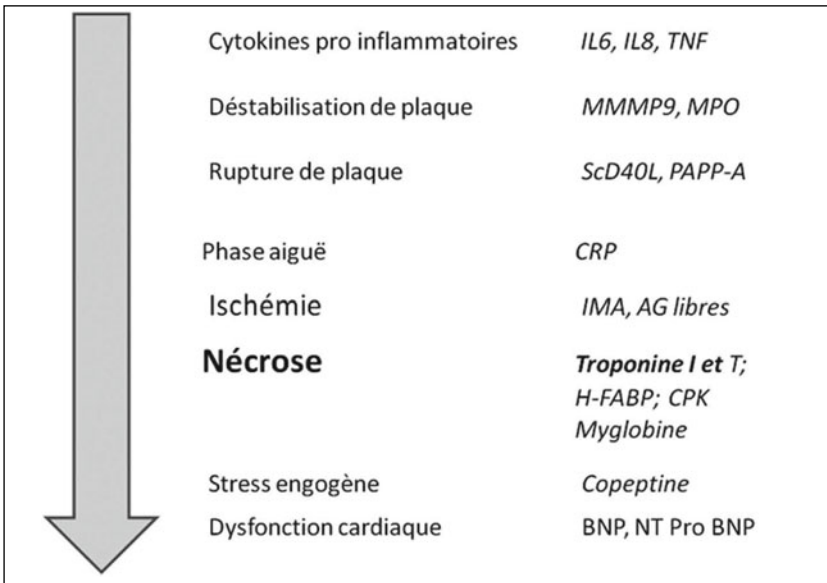 Cytokines pro inflammatoires IL6, IL8, TNF
Déstabilisation de plaque MMMP9, MPO
Rupture de plaque ScD40L, PAPP-A
Phase aiguë CRP
Ischémie IMA, AG libres
Nécrose Troponine I et T;
H-FABP; CPK
Myglobine
Stress engogène Copeptine
Dysfonction cardiaque BNP, NT Pro BNP